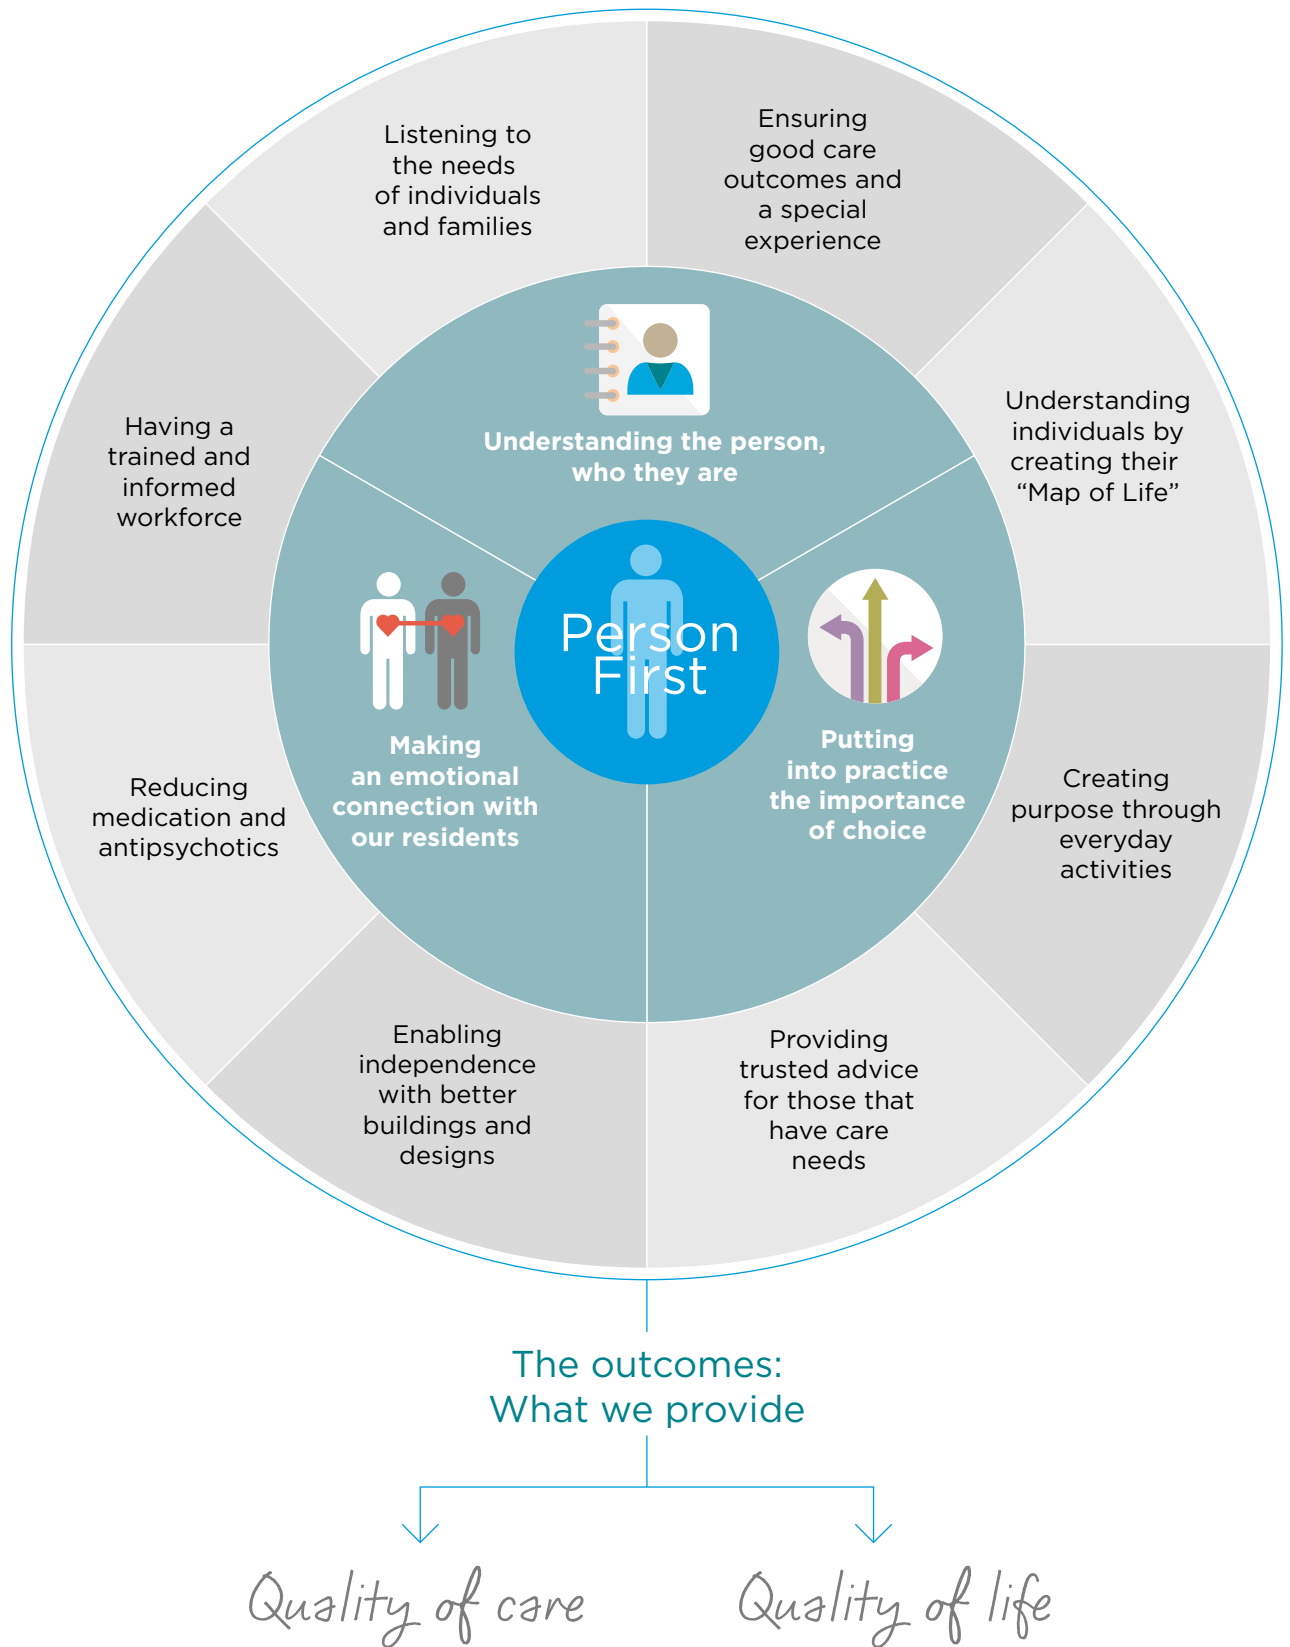 Listening to
the needs
of individuals
and families
Ensuring
good care
outcomes and
a special
experience
Understanding
individuals by
creating their
“Map of Life”
Creating
purpose through
everyday
activities
Providing
trusted advice
for those that
have care
needs
Enabling
independence
with better
buildings and
designs
Reducing
medication and
antipsychotics
Having a
trained and
informed
workforce
Understanding the person,
who they are
Putting
into practice
the importance
of choice
Making
an emotional
connection with
our residents
Person
First
The outcomes:
What we provide
Quality of care
Quality of life